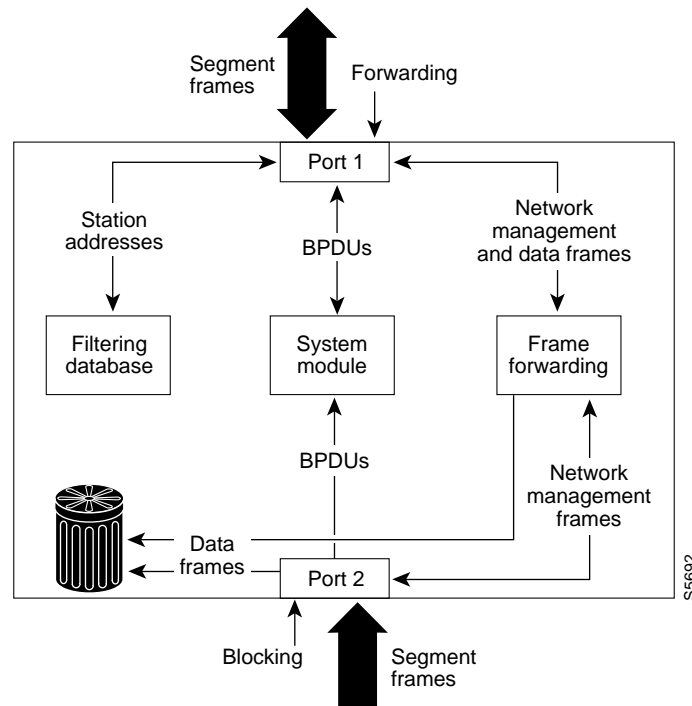 Segment
frames
Forwarding
Port 1
Station
addresses
BPDUs
Network
management
and data frames
Filtering
database
System
module
Frame
forwarding
BPDUs
Network
management
frames
Data
frames
Port 2
Blocking
Segment
frames
S5692